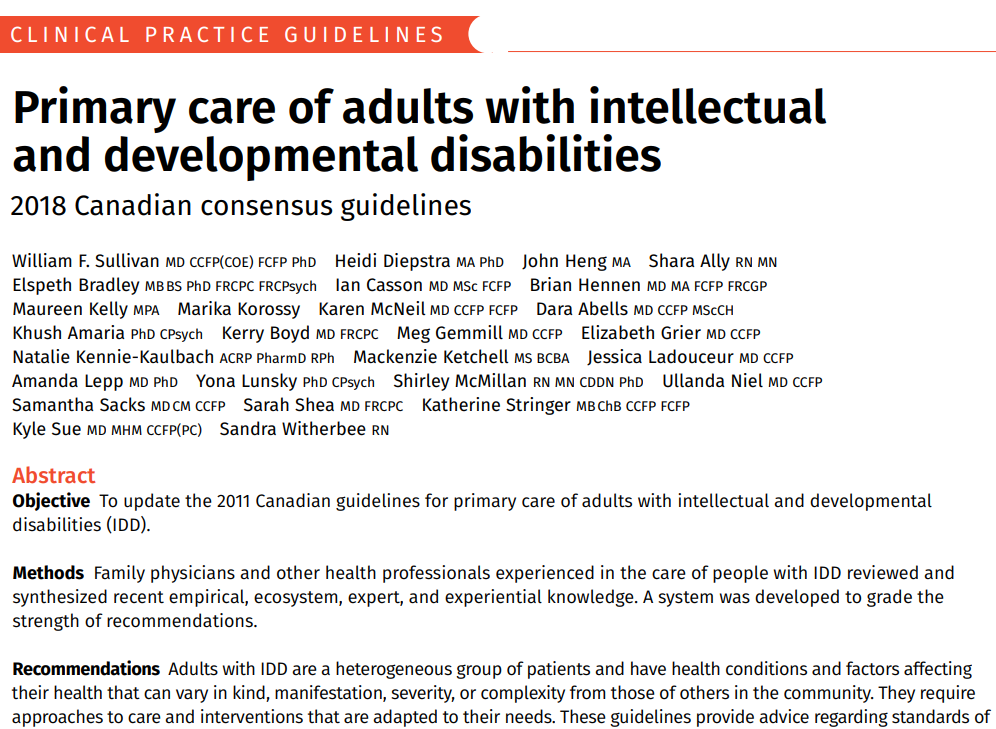 CLINICAL PRACTICE GUIDELINES
Primary care of adults with intellectual
and developmental disabilities
2018 Canadian consensus guidelines
William F. Sullivan MD CCFP(COE) FCFP PhD Heidi Diepstra MA PhD John Heng MA Shara Ally RN MN
Elspeth Bradley MB BS PhD FRCPC FRCPsych Ian Casson MD MSc FCFP Brian Hennen MD MA FCFP FRCGP
Maureen Kelly MPA Marika Korossy Karen McNeil MD CCFP FCFP Dara Abells MD CCFP MScCH
Khush Amaria PhD CPsych Kerry Boyd MD FRCPC Meg Gemmill MD CCFP Elizabeth Grier MD CCFP
Natalie Kennie-Kaulbach ACRP PharmD RPh Mackenzie Ketchell MS BCBA Jessica Ladouceur MD CCFP
Amanda Lepp MD PhD Yona Lunsky PhD CPsych Shirley McMillan RN MN CDDN PhD Ullanda Niel MD CCFP
Samantha Sacks MD CM CCFP Sarah Shea MD FRCPC Katherine Stringer MB ChB CCFP FCFP
Kyle Sue MD MHM CCFP(PC) Sandra Witherbee RN
Abstract
Objective To update the 2011 Canadian guidelines for primary care of adults with intellectual and developmental
disabilities (IDD).
Methods Family physicians and other health professionals experienced in the care of people with IDD reviewed and
synthesized recent empirical, ecosystem, expert, and experiential knowledge. A system was developed to grade the
strength of recommendations.
Recommendations Adults with IDD are a heterogeneous group of patients and have health conditions and factors affecting
their health that can vary in kind, manifestation, severity, or complexity from those of others in the community. They require
approaches to care and interventions that are adapted to their needs. These guidelines provide advice regarding standards of